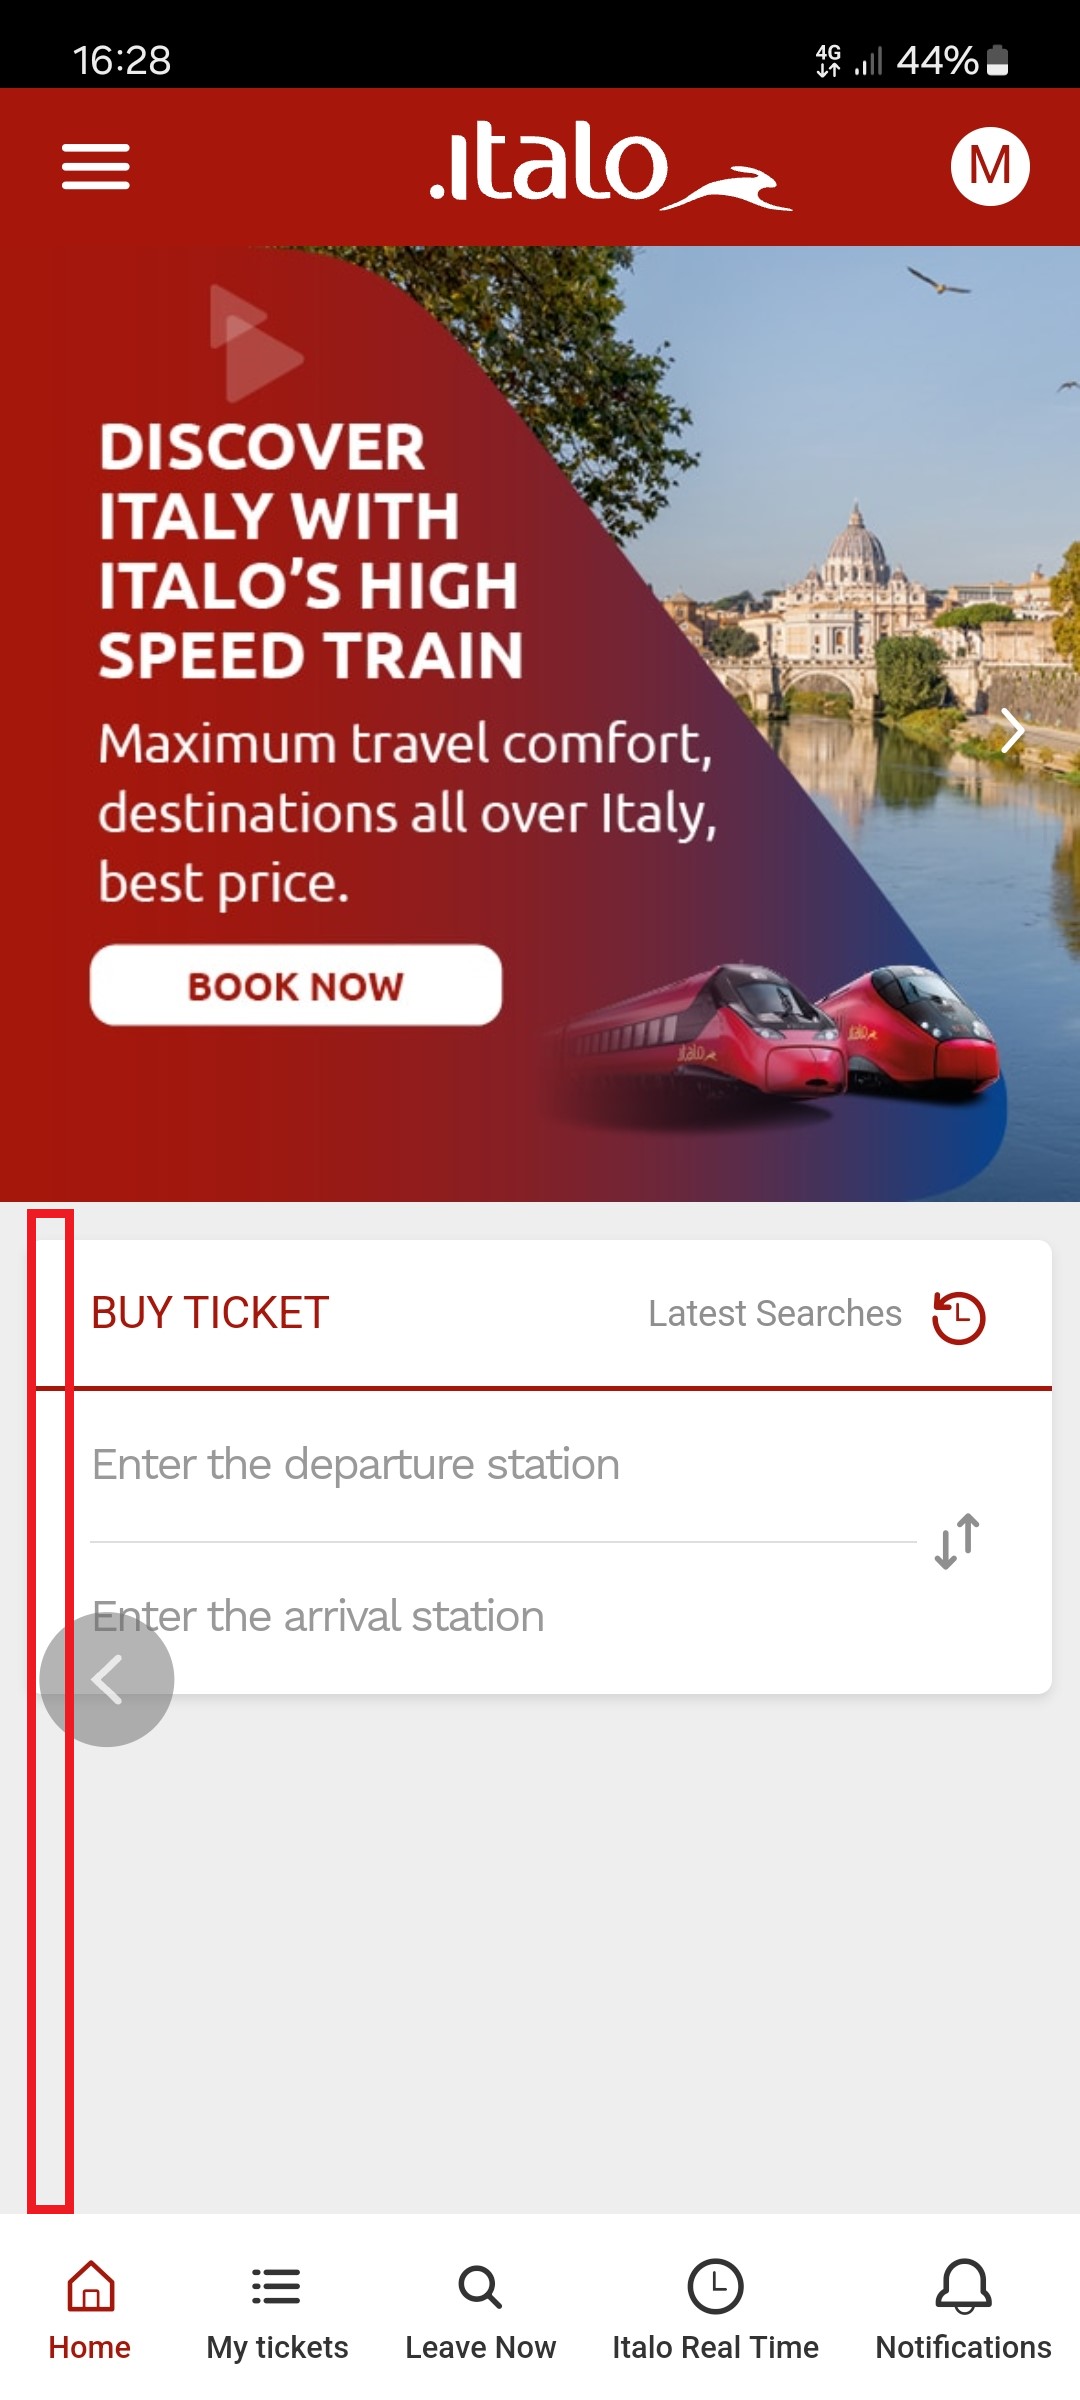 16:28 4G 44%
.italo M
DISCOVER
ITALY WITH
ITALO'S HIGH
SPEED TRAIN
Maximum travel comfort,
destinations all over Italy,
best price.
BOOK NOW
italo italo
BUY TICKET Latest Searches
Enter the departure station
Enter the arrival station
Home My tickets Leave Now Italo Real Time Notifications